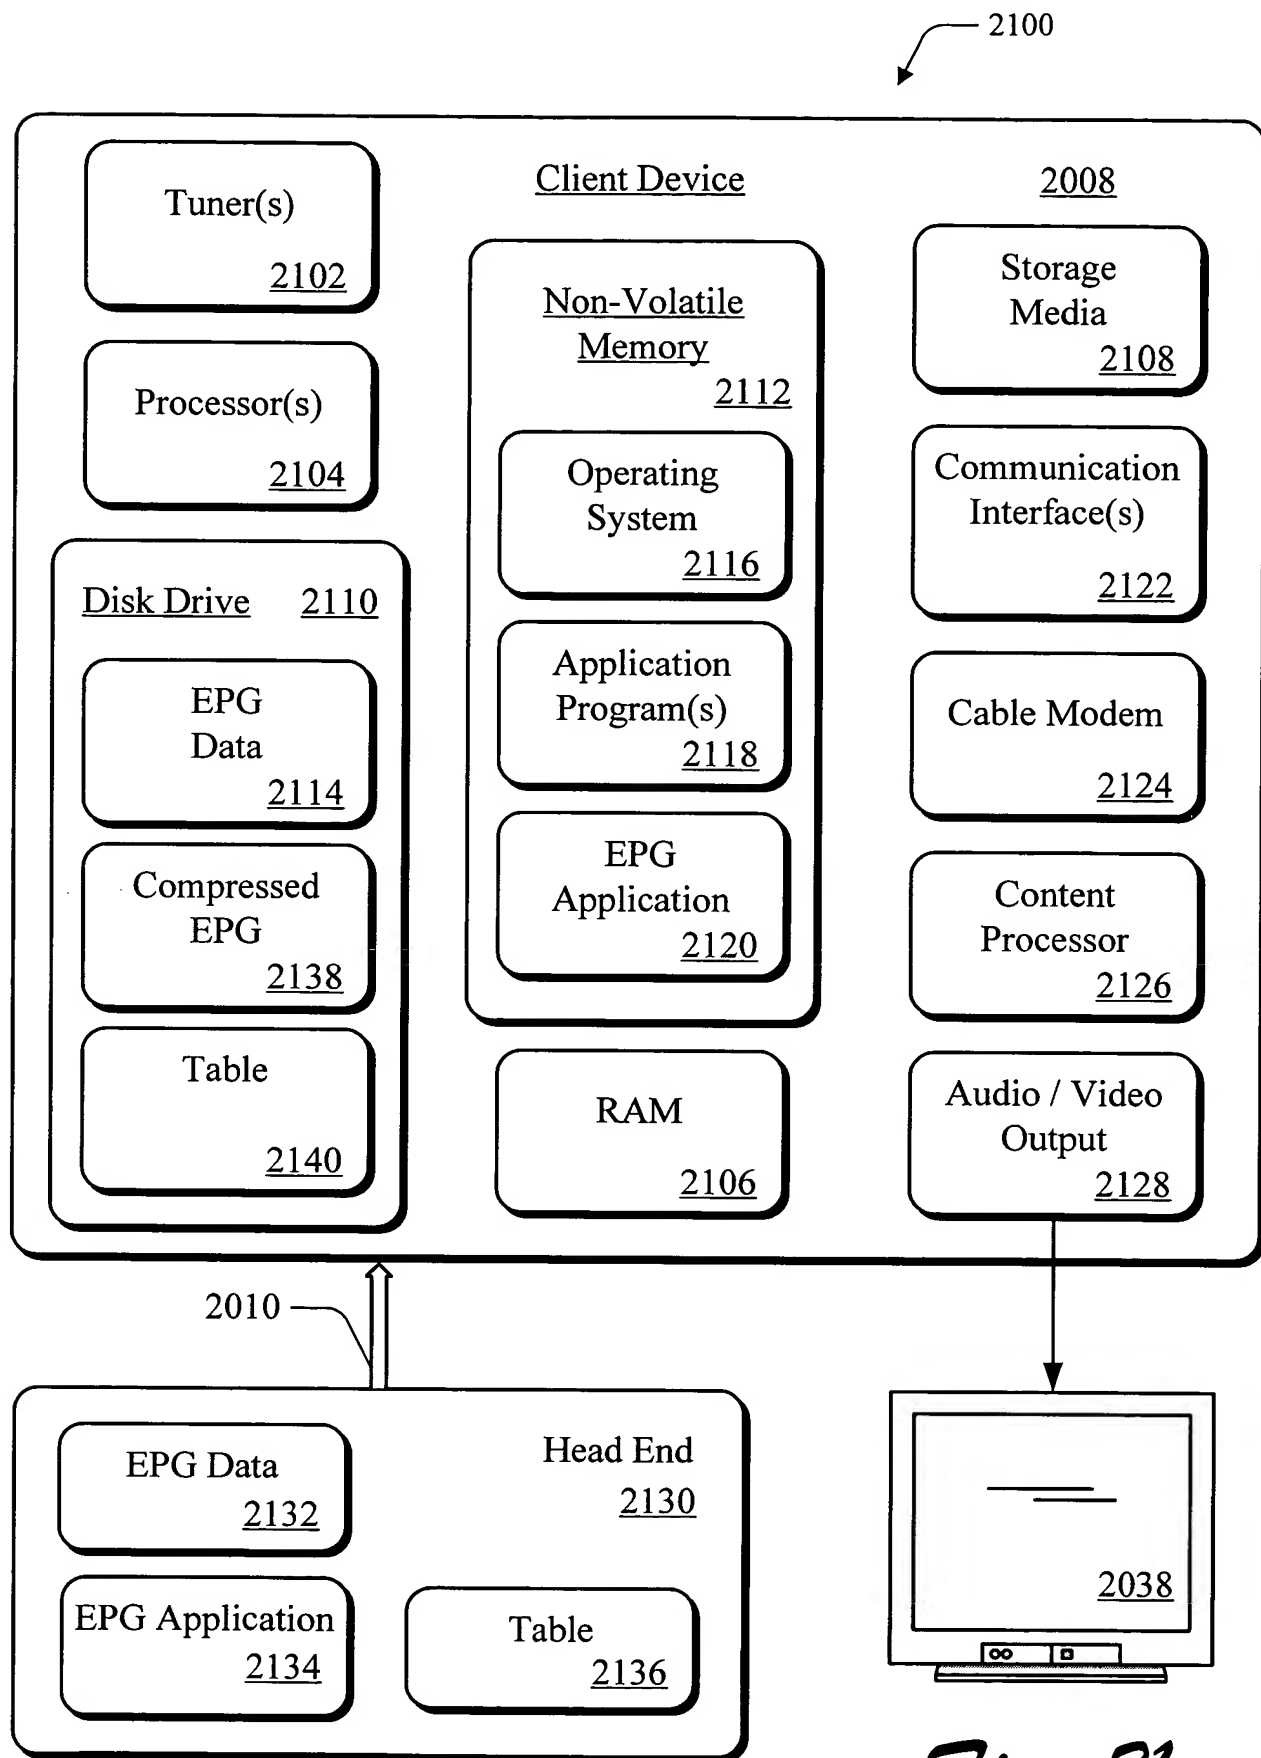 2100
Client Device
2008
Tuner(s)
2102
Processor(s)
2104
Disk Drive 2110
EPG
Data
2114
Compressed
EPG
2138
Table
2140
Non-Volatile
Memory
2112
Operating
System
2116
Application
Program(s)
2118
EPG
Application
2120
RAM
2106
Storage
Media
2108
Communication
Interface(s)
2122
Cable Modem
2124
Content
Processor
2126
Audio / Video
Output
2128
2010
Head End
2130
EPG Data
2132
EPG Application
2134
Table
2136
2038